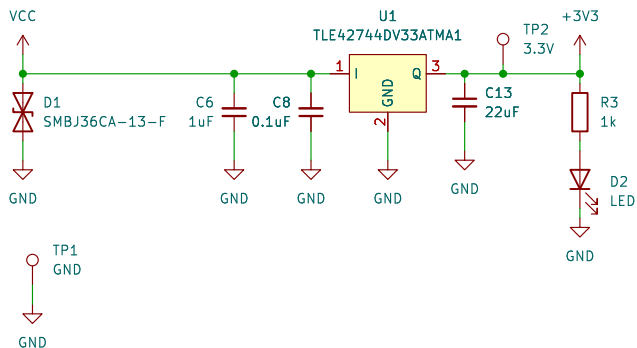 VCC
U1
TLE42744DV33ATMA1
TP2
3.3V
+3V3
1
I
Q
3
GND
2
D1
SMBJ36CA-13-F
C6
1uF
C8
0.1uF
C13
22uF
R3
1k
D2
LED
GND
GND
GND
GND
GND
GND
TP1
GND
GND